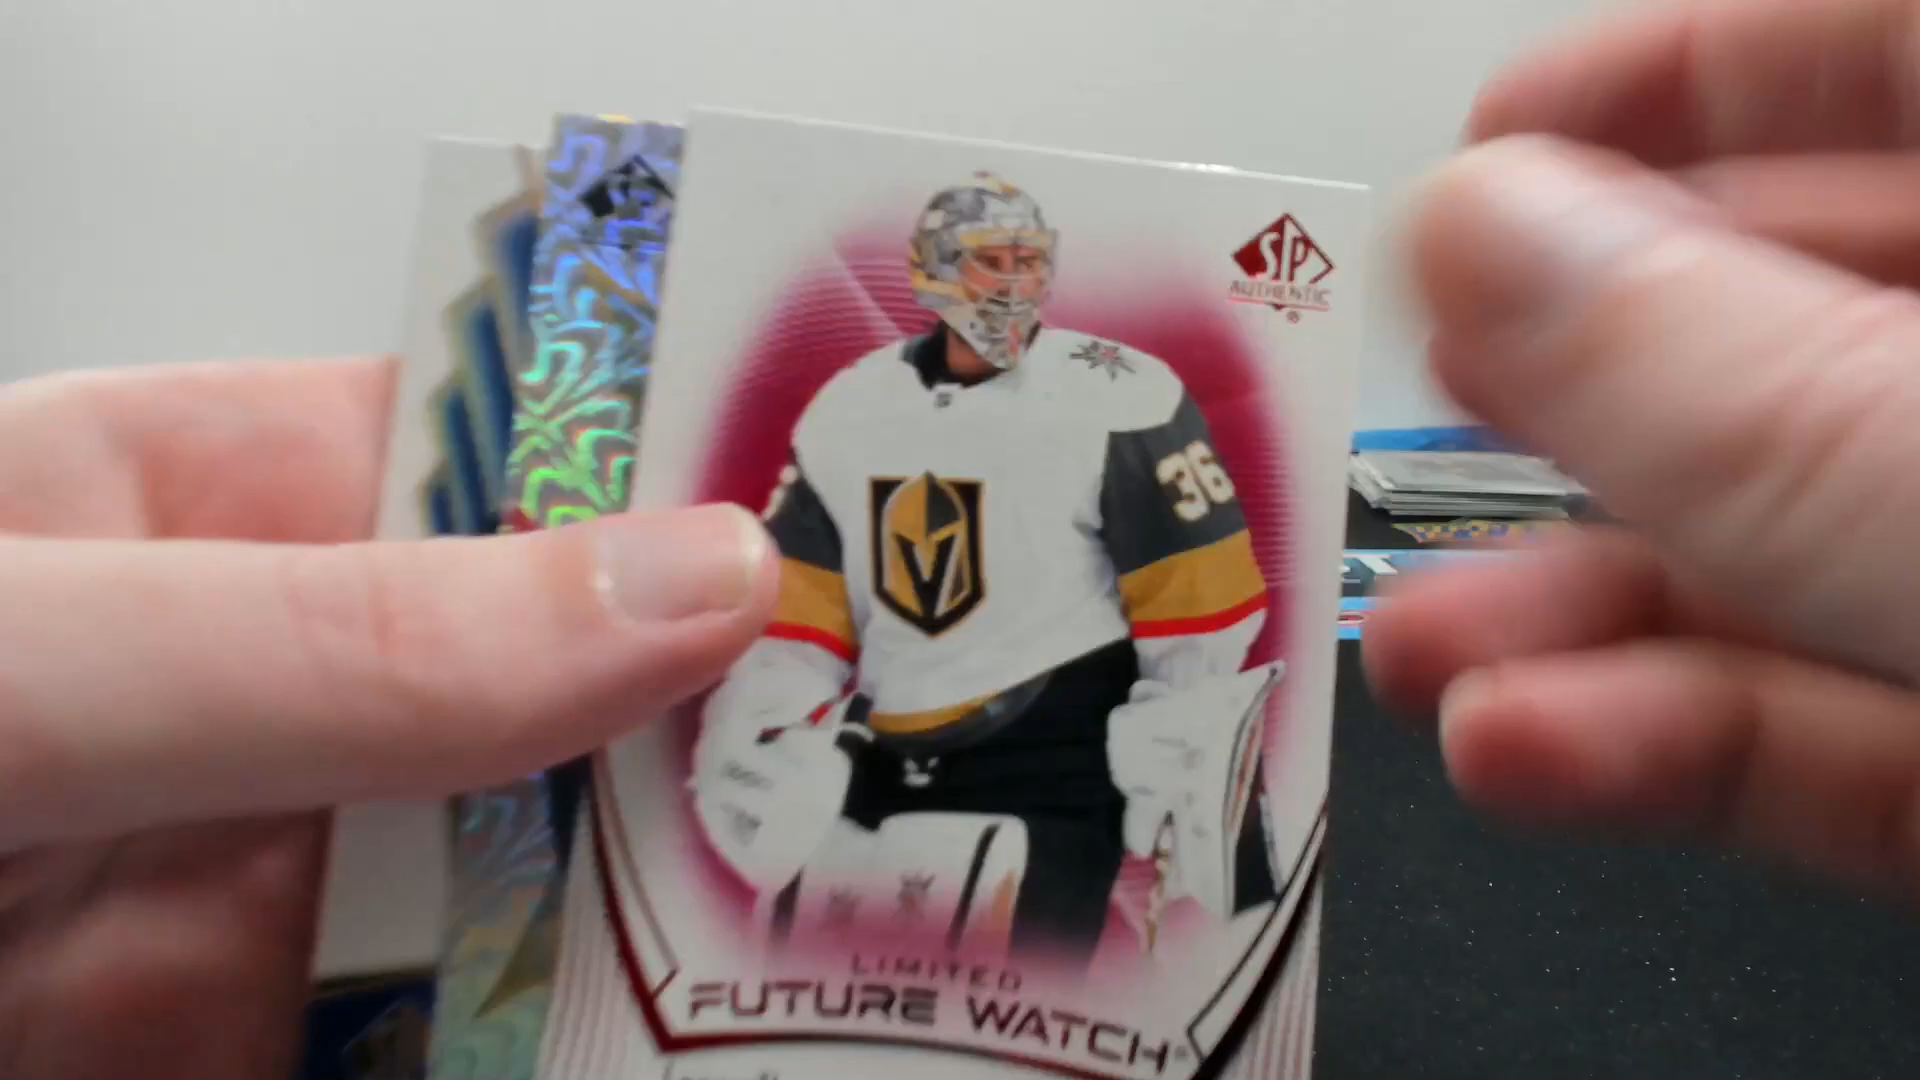 SP
AUTHENTIC
36
LIMITED
FUTURE WATCH